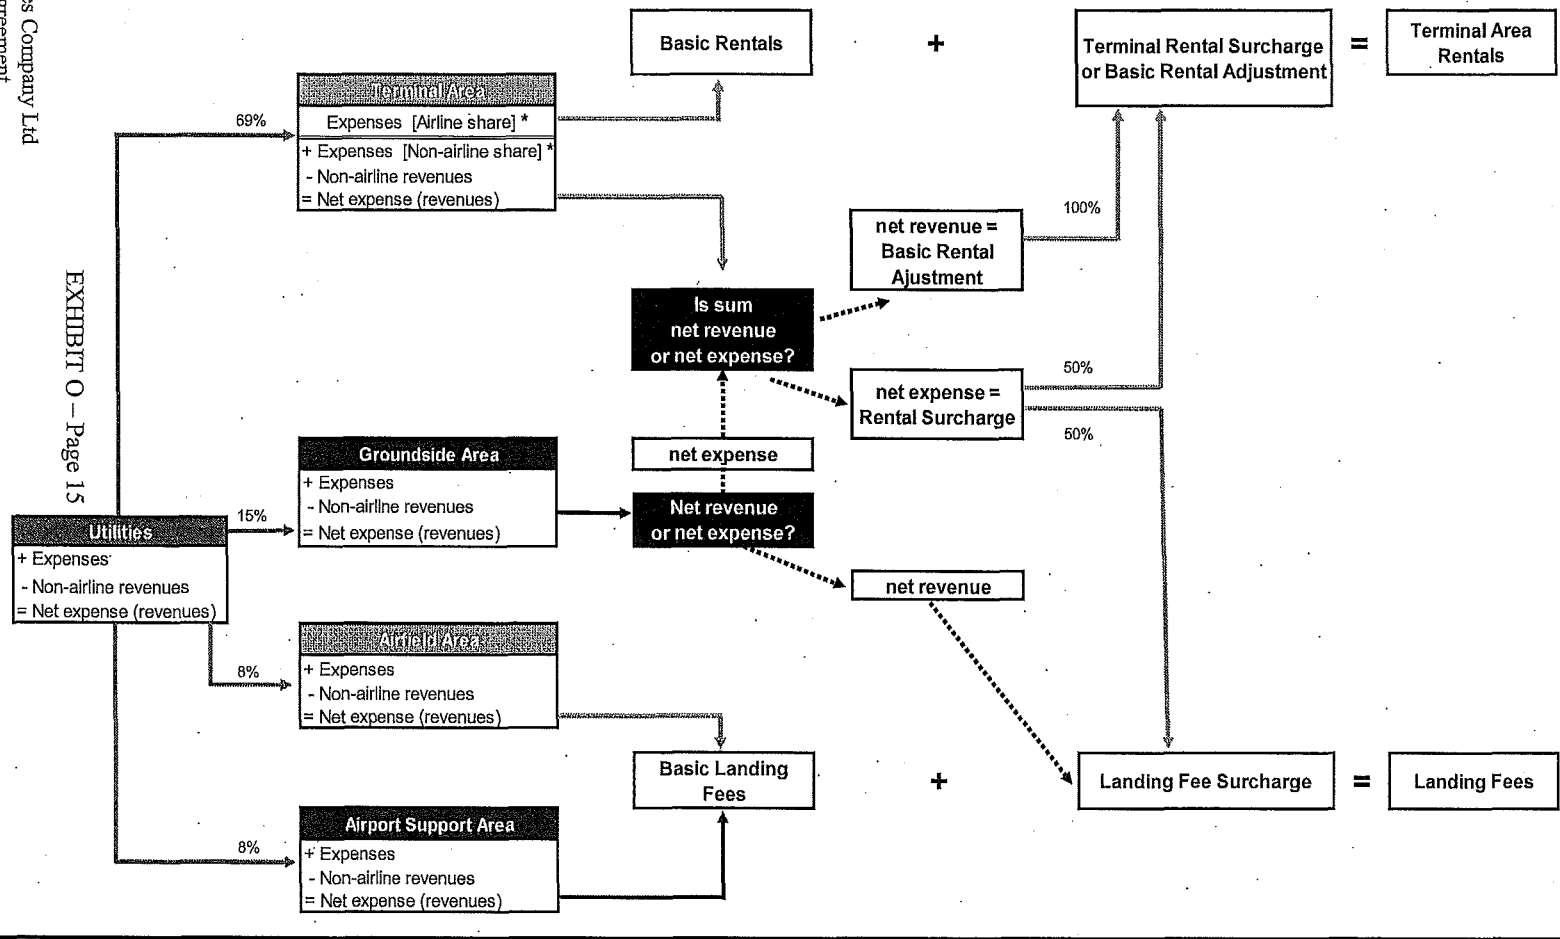 es Company Ltd
greement
EXHIBIT O – Page 15
Basic Rentals
+
Terminal Rental Surcharge
or Basic Rental Adjustment
=
Terminal Area
Rentals
69%
Terminal Area
Expenses [Airline share] *
+ Expenses [Non-airline share] *
- Non-airline revenues
= Net expense (revenues)
100%
net revenue =
Basic Rental
Ajustment
Is sum
net revenue
or net expense?
50%
net expense =
Rental Surcharge
50%
net expense
Groundside Area
+ Expenses
- Non-airline revenues
= Net expense (revenues)
Net revenue
or net expense?
15%
Utilities
+ Expenses
- Non-airline revenues
= Net expense (revenues)
net revenue
8%
Airfield Area
+ Expenses
- Non-airline revenues
= Net expense (revenues)
Basic Landing
Fees
+
Landing Fee Surcharge
=
Landing Fees
8%
Airport Support Area
+ Expenses
- Non-airline revenues
= Net expense (revenues)